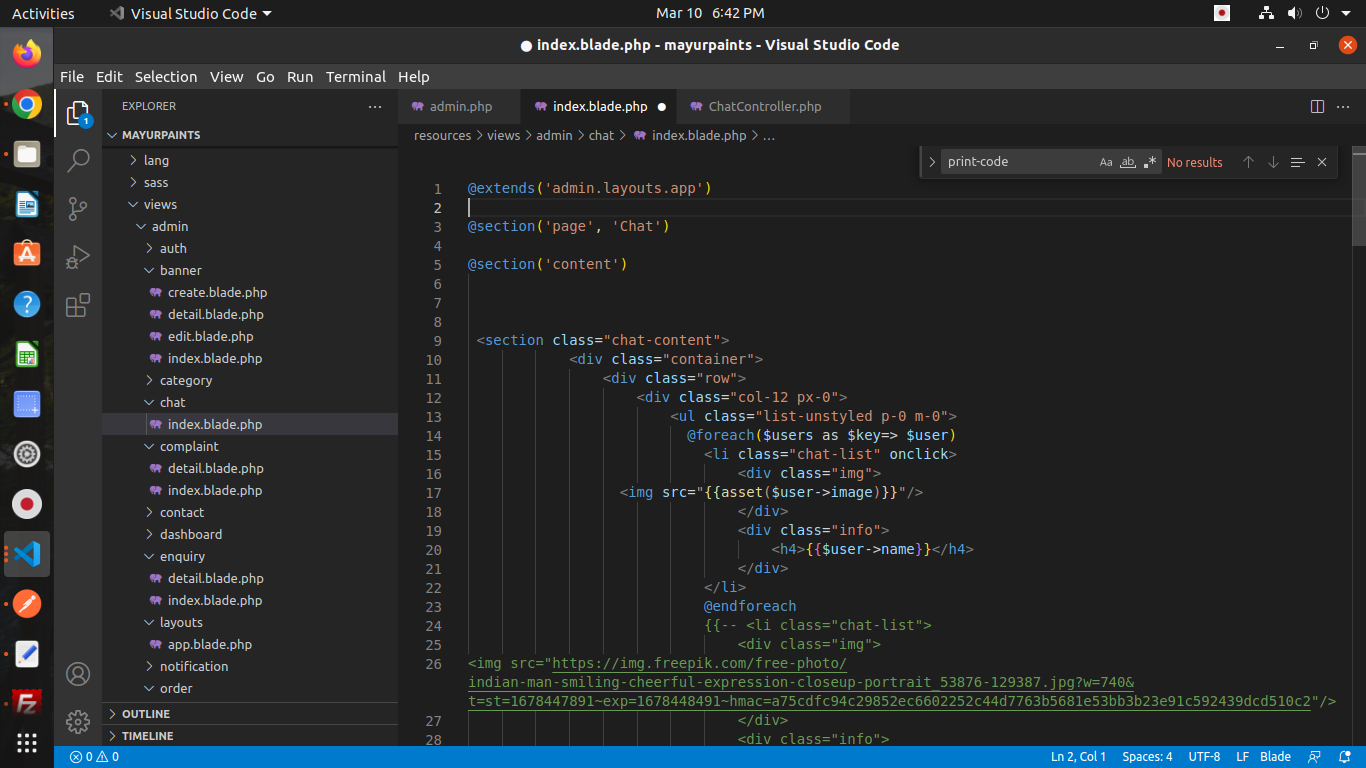 Activities
Visual Studio Code
Mar 10 6:42 PM
● index.blade.php - mayurpaints - Visual Studio Code
File Edit Selection View Go Run Terminal Help
EXPLORER
MAYURPAINTS
lang
sass
views
admin
auth
banner
create.blade.php
detail.blade.php
edit.blade.php
index.blade.php
category
chat
index.blade.php
complaint
detail.blade.php
index.blade.php
contact
dashboard
enquiry
detail.blade.php
index.blade.php
layouts
app.blade.php
notification
order
OUTLINE
TIMELINE
1
admin.php index.blade.php ● ChatController.php
resources > views > admin > chat > index.blade.php > ...
print-code Aa ab .* No results
1 @extends('admin.layouts.app')
2
3 @section('page', 'Chat')
4
5 @section('content')
6
7
8
9 <section class="chat-content">
10 <div class="container">
11 <div class="row">
12 <div class="col-12 px-0">
13 <ul class="list-unstyled p-0 m-0">
14 @foreach($users as $key=> $user)
15 <li class="chat-list" onclick>
16 <div class="img">
17 <img src="{{asset($user->image)}}"/>
18 </div>
19 <div class="info">
20 <h4>{{$user->name}}</h4>
21 </div>
22 </li>
23 @endforeach
24 {{-- <li class="chat-list">
25 <div class="img">
26 <img src="https://img.freepik.com/free-photo/
indian-man-smiling-cheerful-expression-closeup-portrait_53876-129387.jpg?w=740&
t=st=1678447891~exp=1678448491~hmac=a75cdfc94c29852ec6602252c44d7763b5681e53bb3b23e91c592439dcd510c2"/>
27 </div>
28 <div class="info">
0 0 Ln 2, Col 1 Spaces: 4 UTF-8 LF Blade